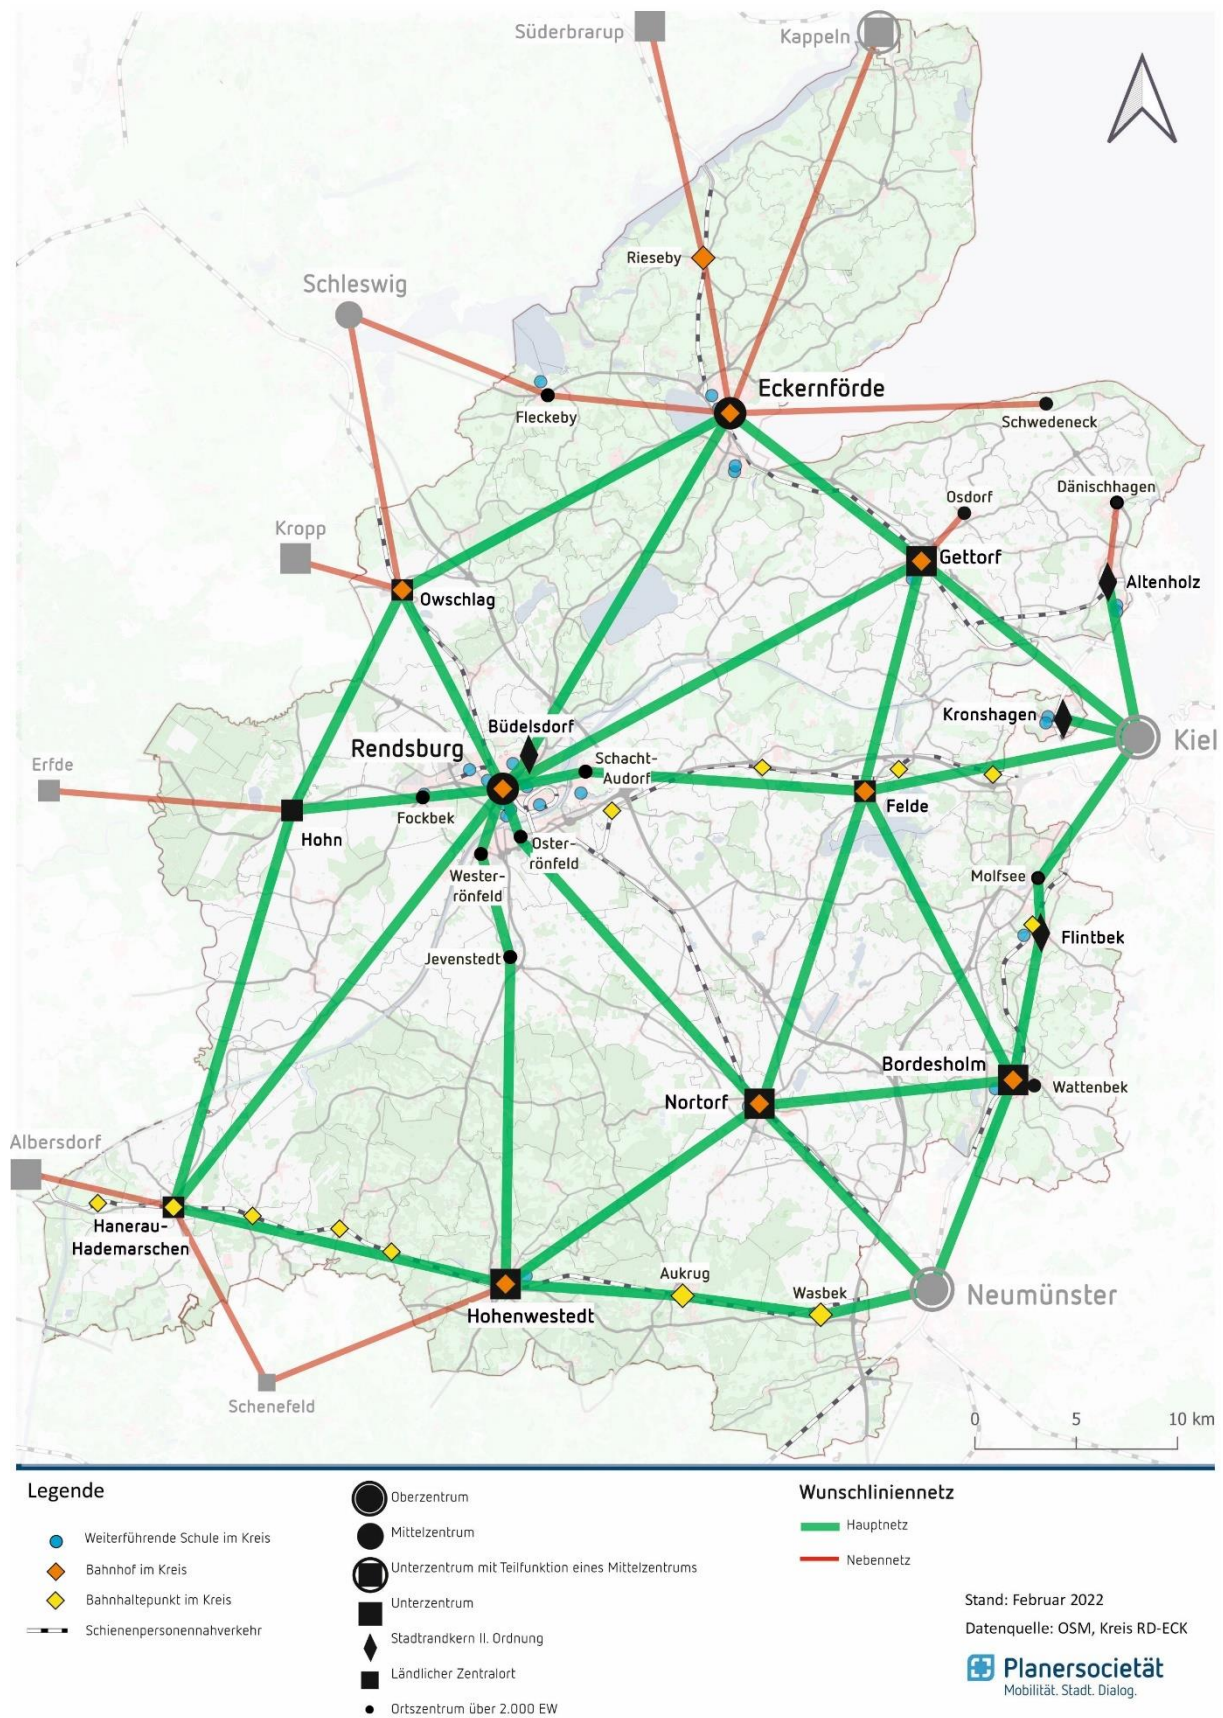 Süderbrarup
Kappeln
Rieseby
Schleswig
Eckernförde
Fleckeby
Schwedeneck
Dänischhagen
Osdorf
Kropp
Gettorf
Altenholz
Owschlag
Büdelsdorf
Kronshagen
Rendsburg
Kiel
Schacht-
Audorf
Erfde
Fockbek
Felde
Hohn
Oster-
rönfeld
Wester-
rönfeld
Molfsee
Flintbek
Jevenstedt
Bordesholm
Wattenbek
Nortorf
Albersdorf
Hanerau-
Hademarschen
Aukrug
Wasbek
Neumünster
Hohenwestedt
Schenefeld
0 5 10 km
Legende
Weiterführende Schule im Kreis
Bahnhof im Kreis
Bahnhaltepunkt im Kreis
Schienenpersonennahverkehr
Oberzentrum
Mittelzentrum
Unterzentrum mit Teilfunktion eines Mittelzentrums
Unterzentrum
Stadtrandkern II. Ordnung
Ländlicher Zentralort
Ortszentrum über 2.000 EW
Wunschliniennetz
Hauptnetz
Nebennetz
Stand: Februar 2022
Datenquelle: OSM, Kreis RD-ECK
Planersocietät
Mobilität. Stadt. Dialog.